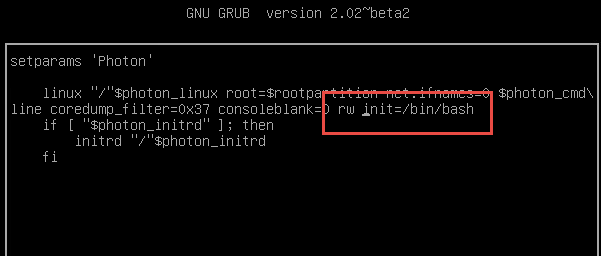 GNU GRUB  version 2.02~beta2
setparams 'Photon'
linux "/"$photon_linux root=$rootpartition net.ifnames=0 $photon_cmd\
line coredump_filter=0x37 consoleblank=0 rw init=/bin/bash
if [ "$photon_initrd" ]; then
initrd "/"$photon_initrd
fi